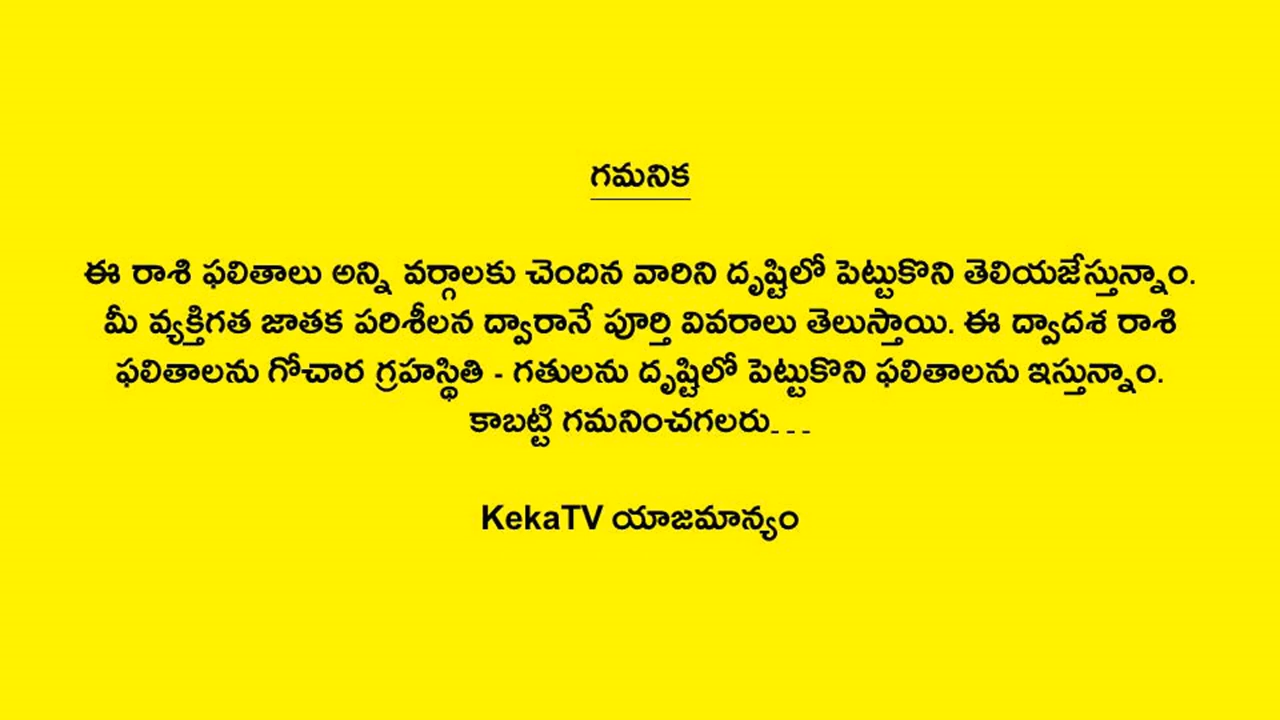 గమనిక
ఈ రాశి ఫలితాలు అన్ని వర్గాలకు చెందిన వారిని దృష్టిలో పెట్టుకొని తెలియజేస్తున్నాం.
మీ వ్యక్తిగత జాతక పరిశీలన ద్వారానే పూర్తి వివరాలు తెలుస్తాయి. ఈ ద్వాదశ రాశి
ఫలితాలను గోచార గ్రహస్థితి - గతులను దృష్టిలో పెట్టుకొని ఫలితాలను ఇస్తున్నాం.
కాబట్టి గమనించగలరు---
KekaTV యాజమాన్యం